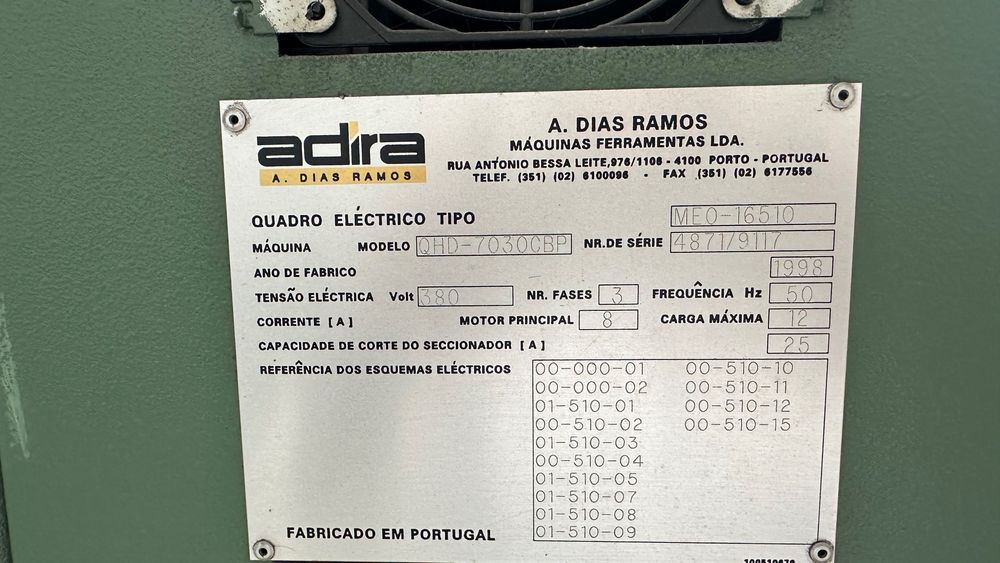 adira
A. DIAS RAMOS
A. DIAS RAMOS
MÁQUINAS FERRAMENTAS LDA.
RUA ANTÓNIO BESSA LEITE,976/1106 - 4100 PORTO - PORTUGAL
TELEF. (351) (02) 6100096 - FAX (351) (02) 6177556
QUADRO ELÉCTRICO TIPO MEO-16510
MÁQUINA MODELO QHD-7030CBP NR.DE SÉRIE 4871/9117
ANO DE FABRICO 1998
TENSÃO ELÉCTRICA Volt 380 NR. FASES 3 FREQUÊNCIA Hz 50
CORRENTE [A] MOTOR PRINCIPAL 8 CARGA MÁXIMA 12
CAPACIDADE DE CORTE DO SECCIONADOR [A] 25
REFERÊNCIA DOS ESQUEMAS ELÉCTRICOS 00-000-01 00-510-10
00-000-02 00-510-11
01-510-01 00-510-12
00-510-02 00-510-15
01-510-03
00-510-04
01-510-05
01-510-07
01-510-08
01-510-09
FABRICADO EM PORTUGAL